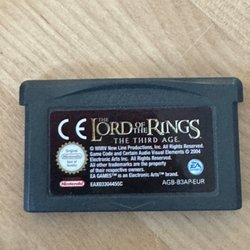 CE
THE LORD OF THE RINGS
THE THIRD AGE
© MMIV New Line Productions, Inc. All Rights Reserved.
Game Code and Certain Audio Visual Elements © 2004
Electronic Arts Inc. All Rights Reserved.
All other trademarks are the property
of their respective owners.
EA GAMES™ is an Electronic Arts™ brand.
Nintendo
EA
EAX03304455C
AGB-B3AP-EUR